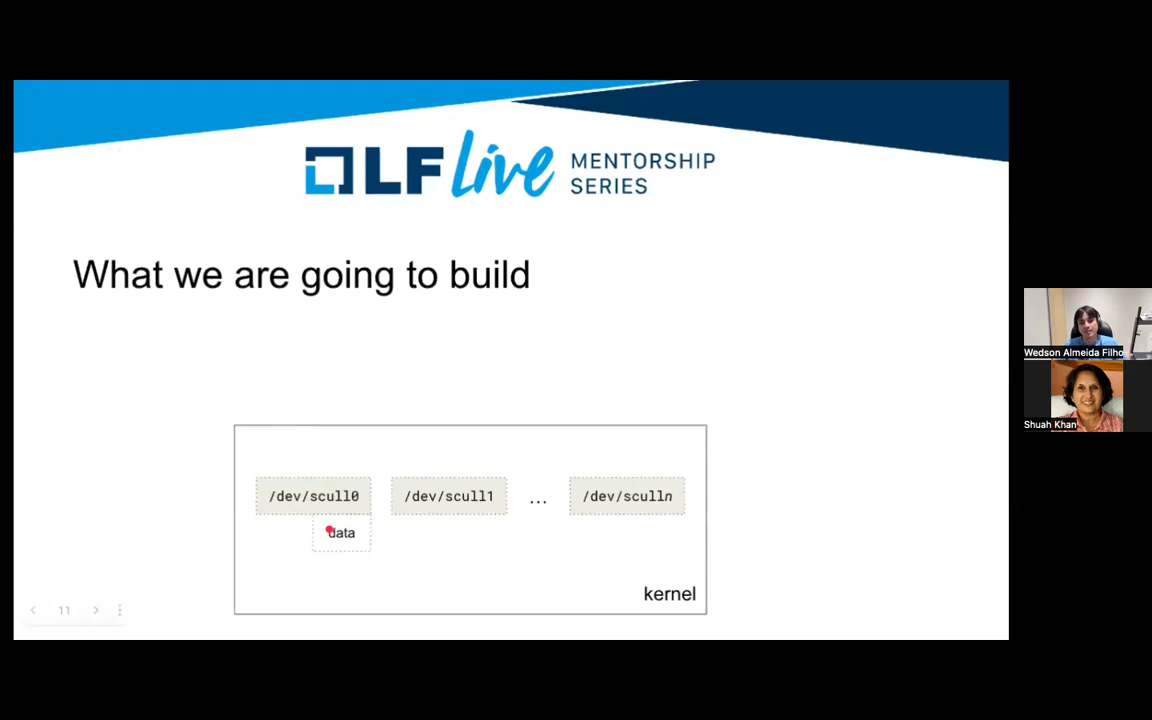 LF Live MENTORSHIP
SERIES
What we are going to build
/dev/scull0 /dev/scull1 ... /dev/sculln
data
kernel
11
Wedson Almeida Filho
Shuah Khan